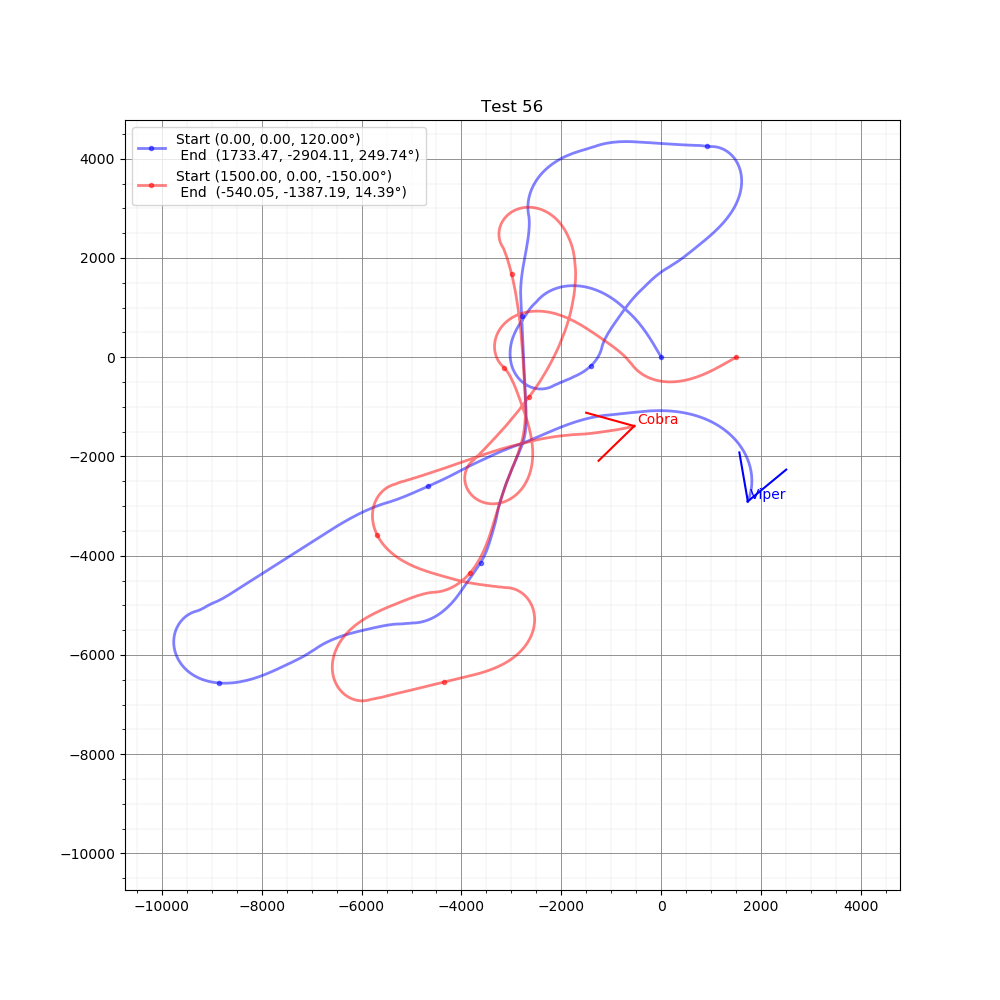 Test 56
Start (0.00, 0.00, 120.00°)
End (1733.47, -2904.11, 249.74°)
Start (1500.00, 0.00, -150.00°)
End (-540.05, -1387.19, 14.39°)
4000
2000
0
−2000
−4000
−6000
−8000
−10000
Cobra
Viper
−10000 −8000 −6000 −4000 −2000 0 2000 4000